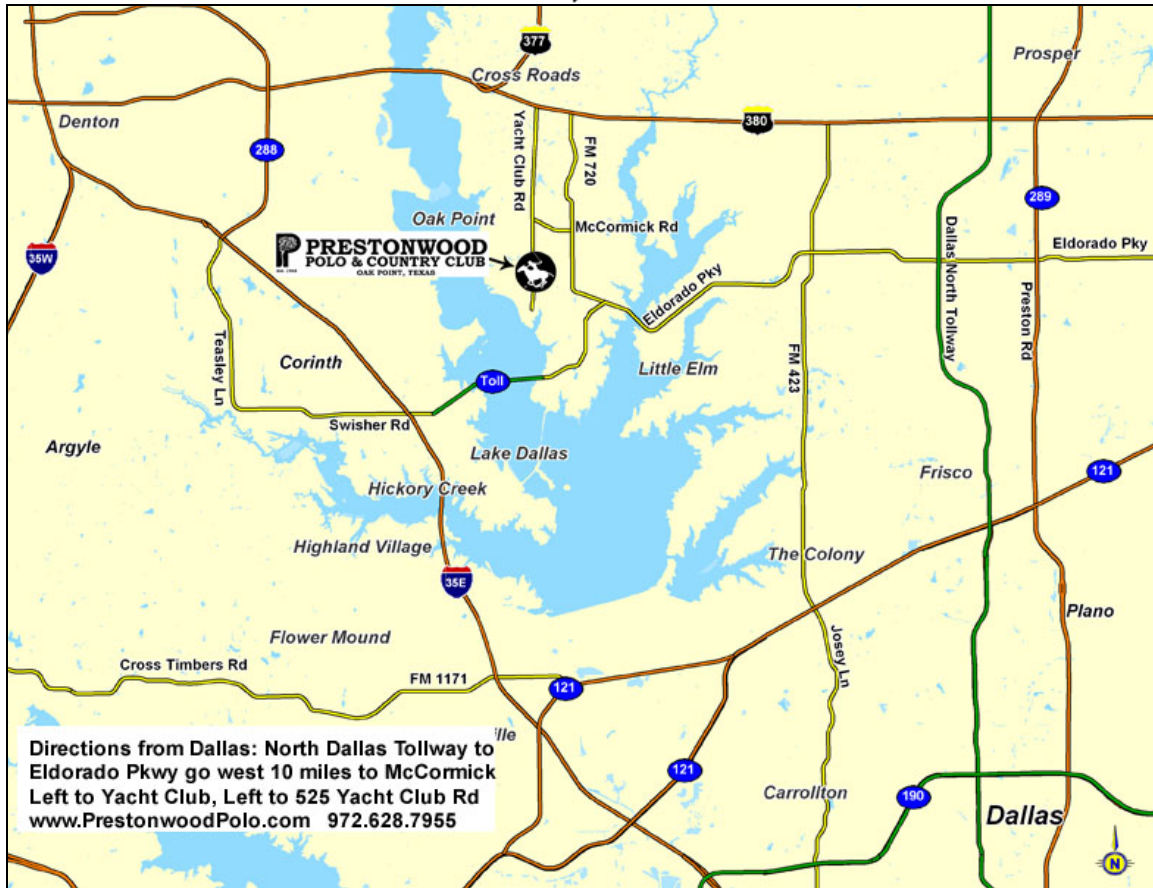 377
Prosper
Cross Roads
Denton
380
288
Yacht Club Rd
FM 720
289
Oak Point
McCormick Rd
35W
PRESTONWOOD
POLO & COUNTRY CLUB
OAK POINT, TEXAS
Dallas North Tollway
Eldorado Pky
Eldorado Pky
Preston Rd
Teasley Ln
Corinth
Toll
Little Elm
FM 423
Swisher Rd
Argyle
Lake Dallas
Frisco
121
Hickory Creek
Highland Village
The Colony
35E
Plano
Flower Mound
Josey Ln
Cross Timbers Rd
FM 1171
121
ille
Directions from Dallas: North Dallas Tollway to
Eldorado Pkwy go west 10 miles to McCormick
Left to Yacht Club, Left to 525 Yacht Club Rd
www.PrestonwoodPolo.com 972.628.7955
121
Carrollton
190
Dallas
N